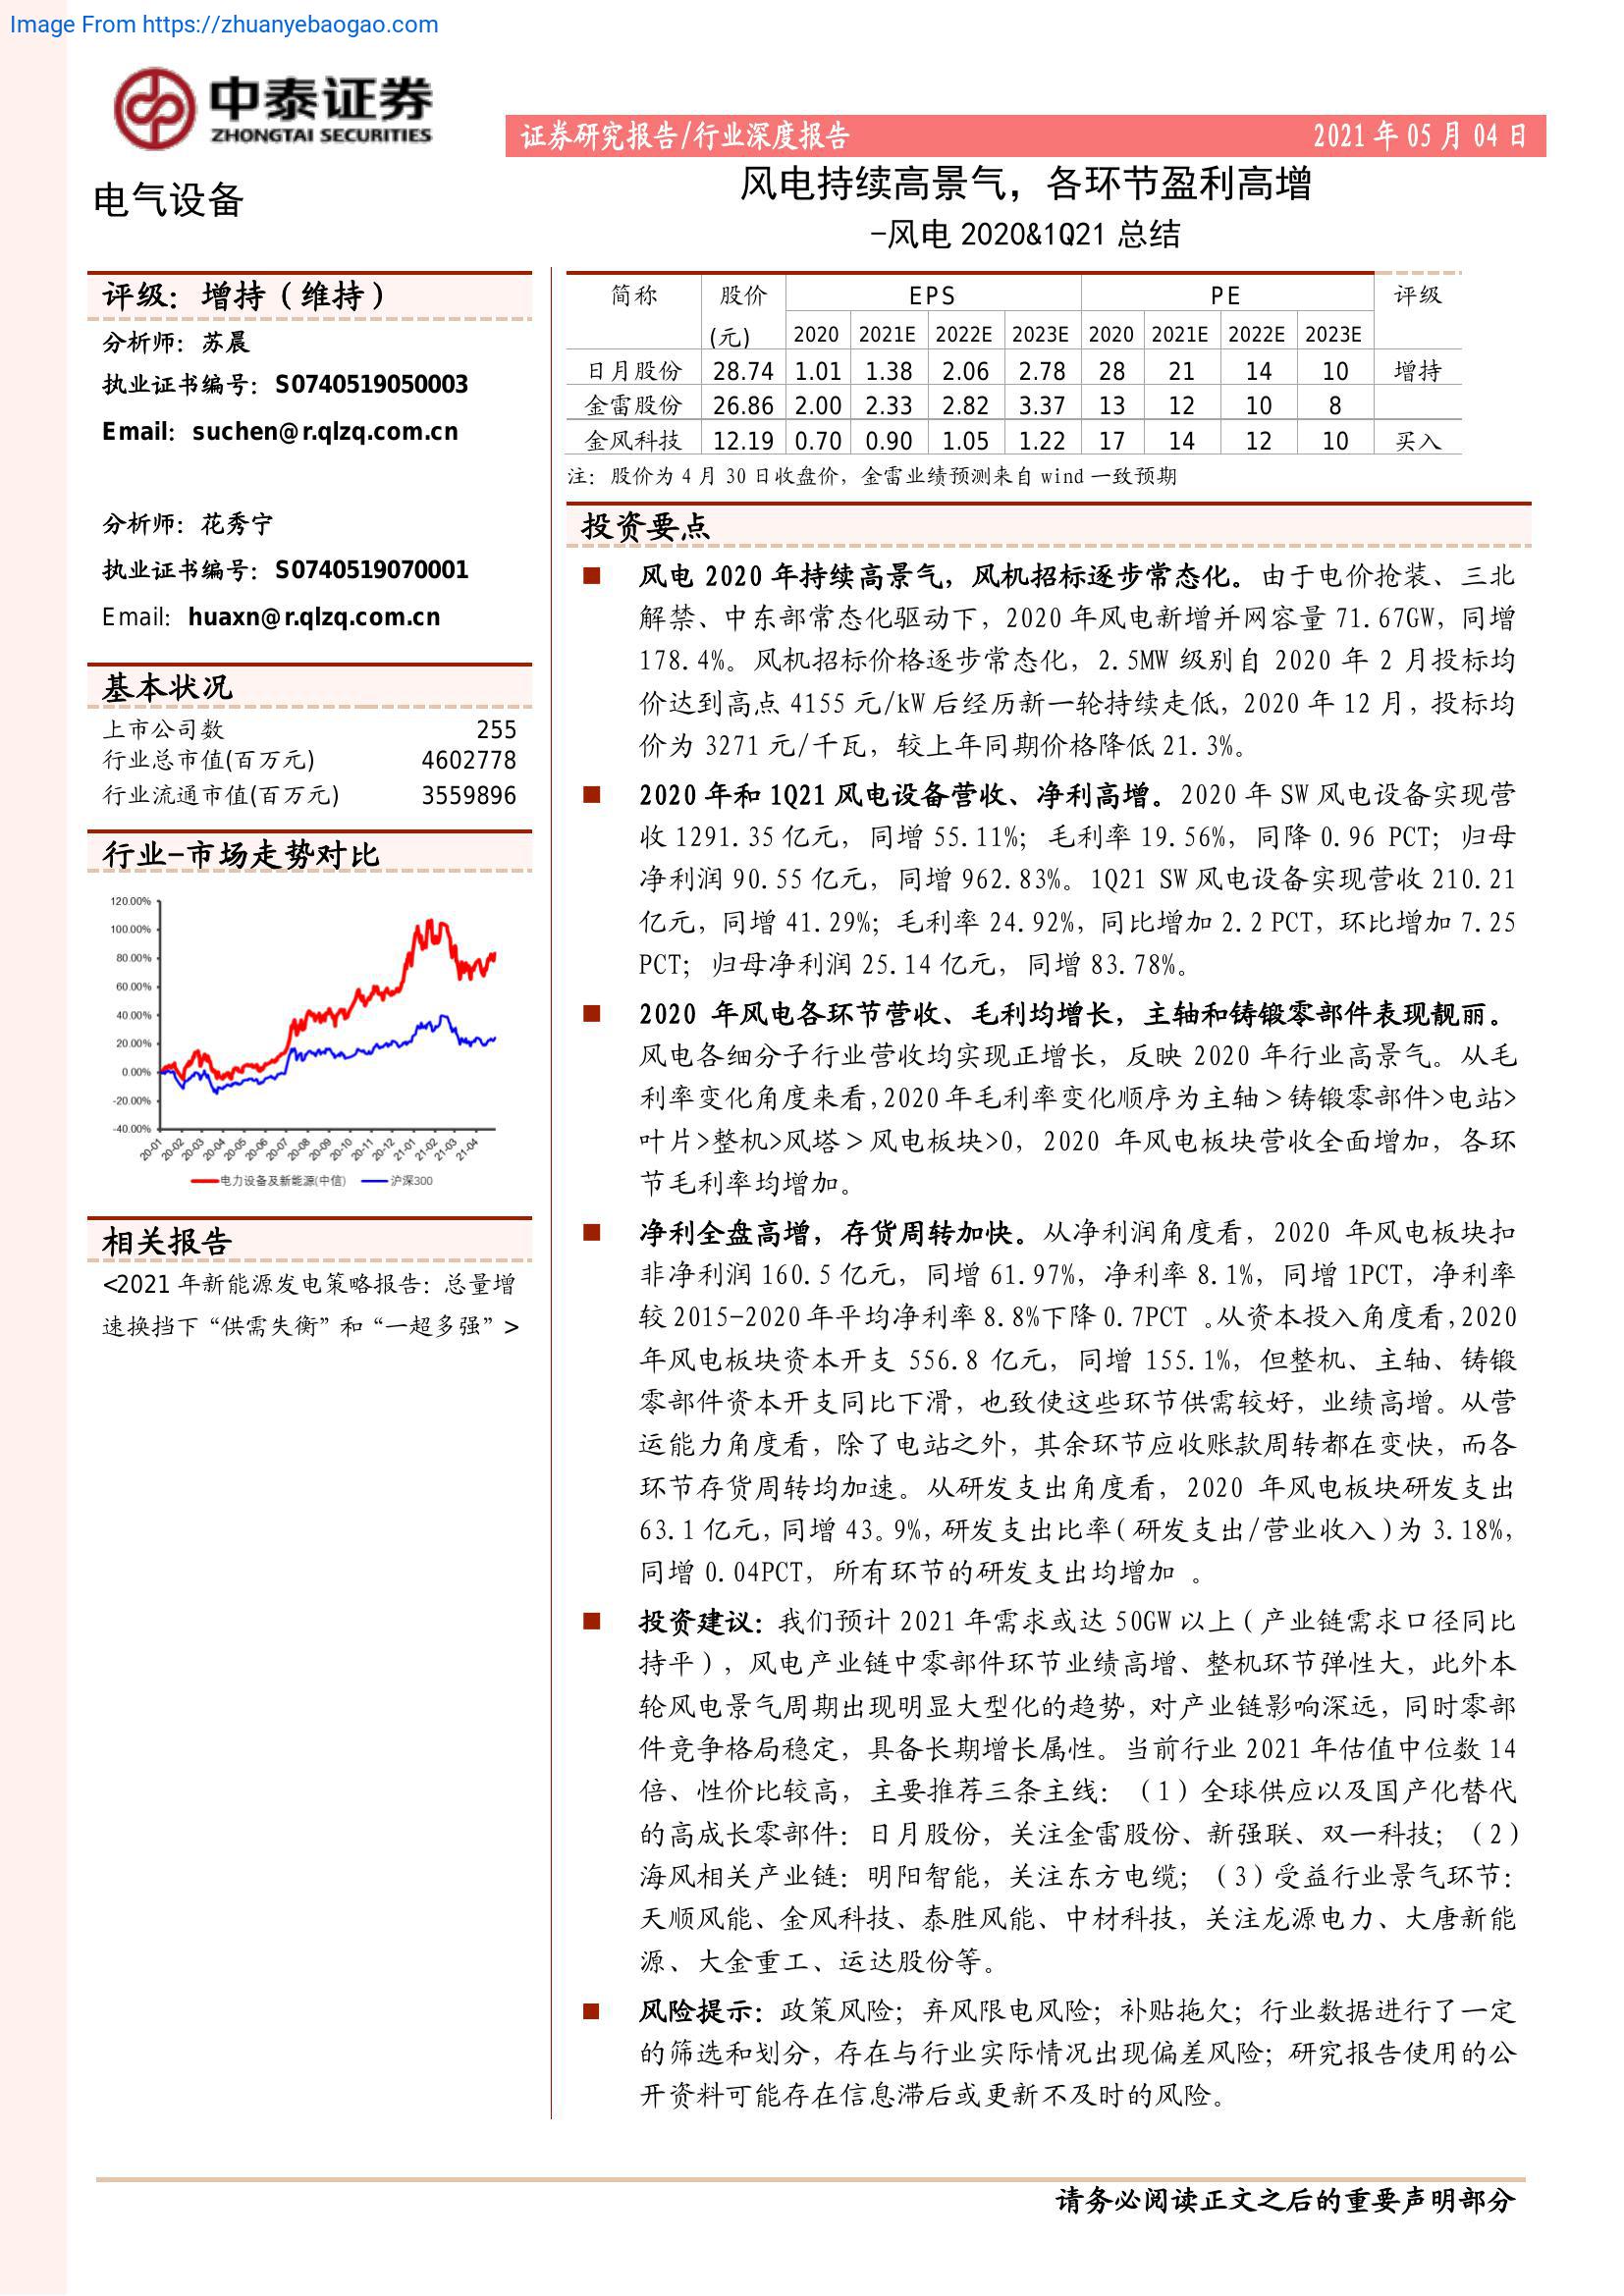 Image From https://zhuanyebaogao.com
中泰证券
ZHONGTAI SECURITIES
证券研究报告/行业深度报告
2021 年 05 月 04 日
电气设备
风电持续高景气，各环节盈利高增
-风电 2020&1Q21 总结
评级：增持（维持）
分析师：苏晨
执业证书编号：S0740519050003
Email：suchen@r.qlzq.com.cn
分析师：花秀宁
执业证书编号：S0740519070001
Email：huaxn@r.qlzq.com.cn
基本状况
上市公司数 255
行业总市值(百万元) 4602778
行业流通市值(百万元) 3559896
行业-市场走势对比
120.00%
100.00%
80.00%
60.00%
40.00%
20.00%
0.00%
-20.00%
-40.00%
20-01 20-02 20-03 20-04 20-05 20-06 20-07 20-08 20-09 20-10 20-11 20-12 21-01 21-02 21-03 21-04
电力设备及新能源(中信) 沪深300
相关报告
<2021 年新能源发电策略报告：总量增
速换挡下“供需失衡”和“一超多强”>
简称 股价 EPS PE 评级
(元) 2020 2021E 2022E 2023E 2020 2021E 2022E 2023E
日月股份 28.74 1.01 1.38 2.06 2.78 28 21 14 10 增持
金雷股份 26.86 2.00 2.33 2.82 3.37 13 12 10 8
金风科技 12.19 0.70 0.90 1.05 1.22 17 14 12 10 买入
注：股价为 4 月 30 日收盘价，金雷业绩预测来自 wind 一致预期
投资要点
■ 风电 2020 年持续高景气，风机招标逐步常态化。由于电价抢装、三北
解禁、中东部常态化驱动下，2020 年风电新增并网容量 71.67GW，同增
178.4%。风机招标价格逐步常态化，2.5MW 级别自 2020 年 2 月投标均
价达到高点 4155 元/kW 后经历新一轮持续走低，2020 年 12 月，投标均
价为 3271 元/千瓦，较上年同期价格降低 21.3%。
■ 2020 年和 1Q21 风电设备营收、净利高增。2020 年 SW 风电设备实现营
收 1291.35 亿元，同增 55.11%；毛利率 19.56%，同降 0.96 PCT；归母
净利润 90.55 亿元，同增 962.83%。1Q21 SW 风电设备实现营收 210.21
亿元，同增 41.29%；毛利率 24.92%，同比增加 2.2 PCT，环比增加 7.25
PCT；归母净利润 25.14 亿元，同增 83.78%。
■ 2020 年风电各环节营收、毛利均增长，主轴和铸锻零部件表现靓丽。
风电各细分子行业营收均实现正增长，反映 2020 年行业高景气。从毛
利率变化角度来看，2020 年毛利率变化顺序为主轴＞铸锻零部件>电站>
叶片>整机>风塔＞风电板块>0，2020 年风电板块营收全面增加，各环
节毛利率均增加。
■ 净利全盘高增，存货周转加快。从净利润角度看，2020 年风电板块扣
非净利润 160.5 亿元，同增 61.97%，净利率 8.1%，同增 1PCT，净利率
较 2015-2020 年平均净利率 8.8%下降 0.7PCT 。从资本投入角度看，2020
年风电板块资本开支 556.8 亿元，同增 155.1%，但整机、主轴、铸锻
零部件资本开支同比下滑，也致使这些环节供需较好，业绩高增。从营
运能力角度看，除了电站之外，其余环节应收账款周转都在变快，而各
环节存货周转均加速。从研发支出角度看，2020 年风电板块研发支出
63.1 亿元，同增 43。9%，研发支出比率（研发支出/营业收入）为 3.18%，
同增 0.04PCT，所有环节的研发支出均增加 。
■ 投资建议：我们预计 2021 年需求或达 50GW 以上（产业链需求口径同比
持平），风电产业链中零部件环节业绩高增、整机环节弹性大，此外本
轮风电景气周期出现明显大型化的趋势，对产业链影响深远，同时零部
件竞争格局稳定，具备长期增长属性。当前行业 2021 年估值中位数 14
倍、性价比较高，主要推荐三条主线：（1）全球供应以及国产化替代
的高成长零部件：日月股份，关注金雷股份、新强联、双一科技；（2）
海风相关产业链：明阳智能，关注东方电缆；（3）受益行业景气环节：
天顺风能、金风科技、泰胜风能、中材科技，关注龙源电力、大唐新能
源、大金重工、运达股份等。
■ 风险提示：政策风险；弃风限电风险；补贴拖欠；行业数据进行了一定
的筛选和划分，存在与行业实际情况出现偏差风险；研究报告使用的公
开资料可能存在信息滞后或更新不及时的风险。
请务必阅读正文之后的重要声明部分